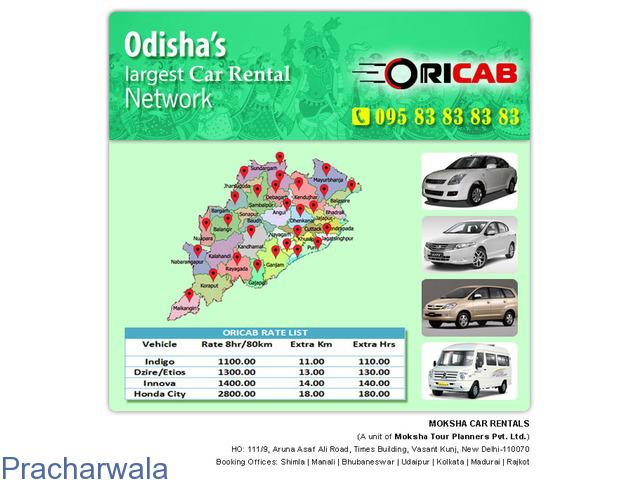 Odisha's
largest Car Rental
Network
ORICAB
095 83 83 83 83
Sundargarh
Mayurbhanja
Jharsuguda
Debagarh
Kendujhar
Sambalpur
Balasore
Bargarh
Sonapur
Angul
Bhadrak
Dhenkanal
Jajapur
Balangir
Baudh
Cuttack
Kendrapada
Nuapara
Nayagarh
Khurda
Jagatsinghpur
Kandhamal
Puri
Kalahandi
Nabarangapur
Rayagada
Ganjam
Koraput
Gajapati
Malkangiri
ORICAB RATE LIST
Vehicle Rate 8hr/80km Extra Km Extra Hrs
Indigo 1100.00 11.00 110.00
Dzire/Etios 1300.00 13.00 130.00
Innova 1400.00 14.00 140.00
Honda City 2800.00 18.00 180.00
MOKSHA CAR RENTALS
(A unit of Moksha Tour Planners Pvt. Ltd.)
HO: 111/9, Aruna Asaf Ali Road, Times Building, Vasant Kunj, New Delhi-110070
Booking Offices: Shimla | Manali | Bhubaneswar | Udaipur | Kolkata | Madurai | Rajkot
Pracharwala